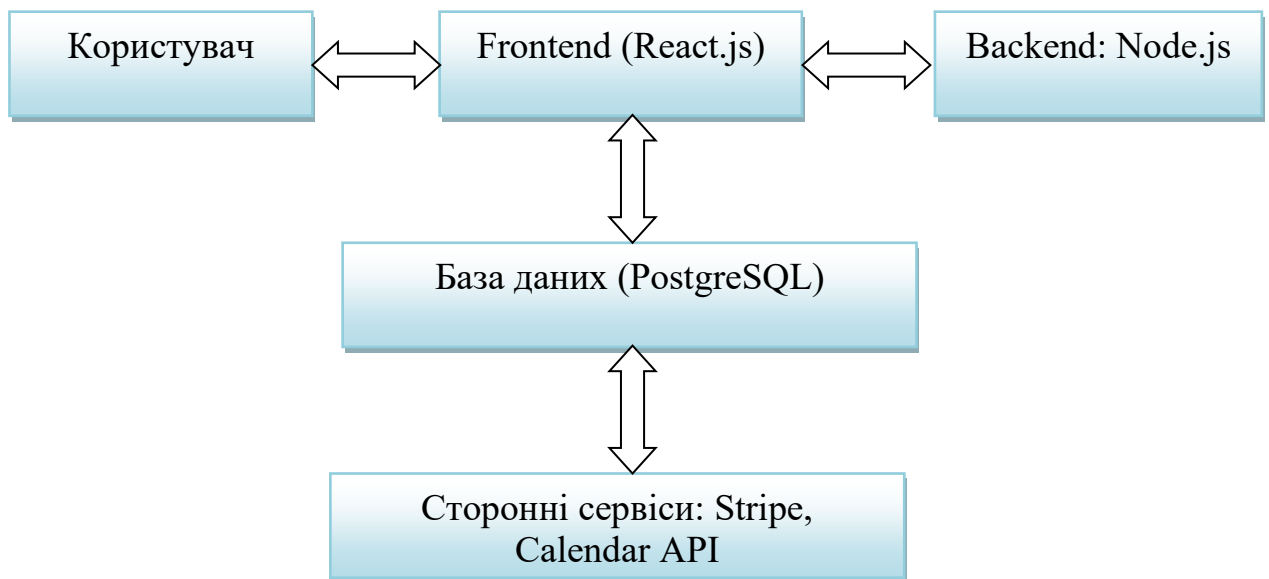 Користувач
Frontend (React.js)
Backend: Node.js
База даних (PostgreSQL)
Сторонні сервіси: Stripe,
Calendar API